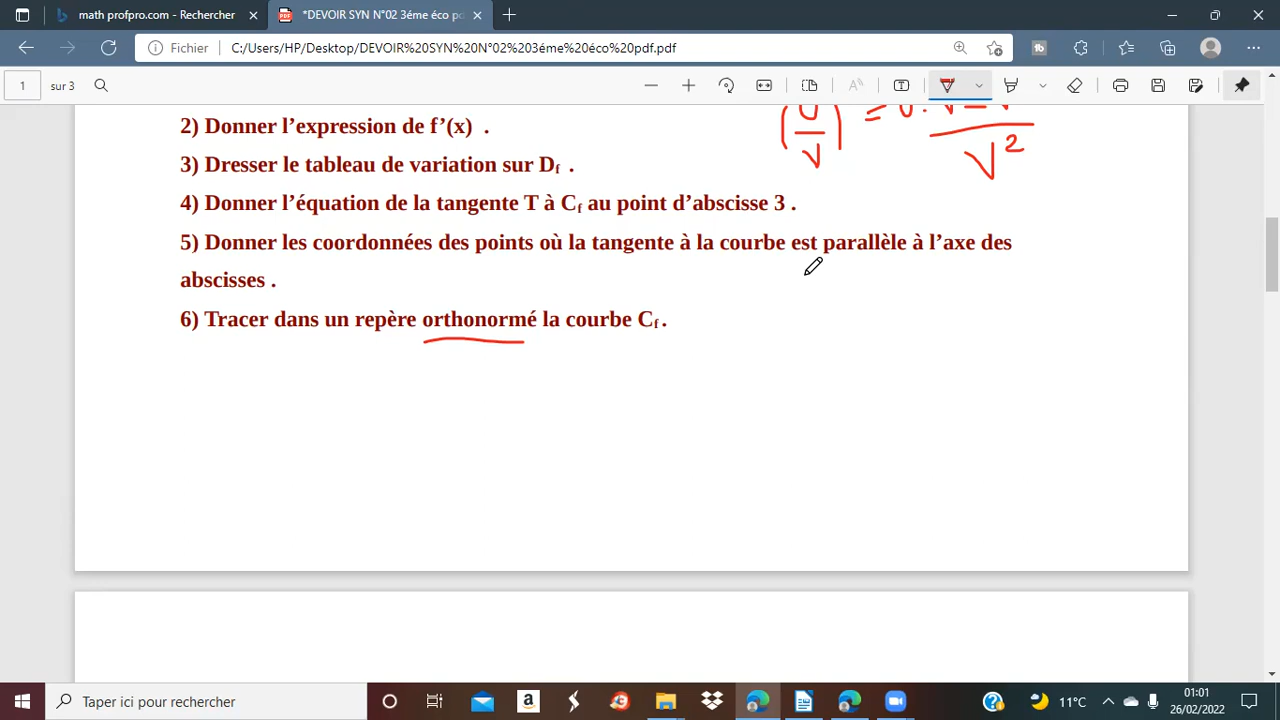 math profpro.com - Rechercher
*DEVOIR SYN N°02 3éme éco pd
Fichier
C:/Users/HP/Desktop/DEVOIR%20SYN%20N°02%203éme%20éco%20pdf.pdf
1 sur 3
2) Donner l’expression de f’(x) .
3) Dresser le tableau de variation sur Df .
4) Donner l’équation de la tangente T à Cf au point d’abscisse 3 .
5) Donner les coordonnées des points où la tangente à la courbe est parallèle à l’axe des
abscisses .
6) Tracer dans un repère orthonormé la courbe Cf .
Taper ici pour rechercher
11°C
01:01
26/02/2022